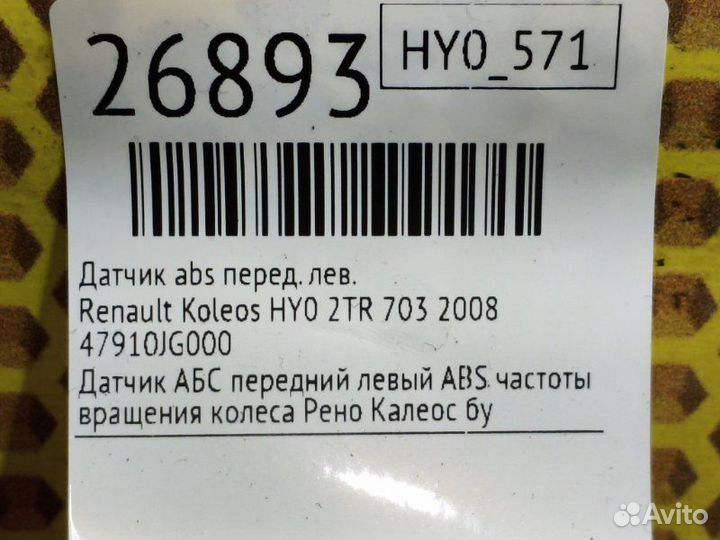 26893
HY0_571
Датчик abs перед. лев.
Renault Koleos HY0 2TR 703 2008
47910JG000
Датчик АБС передний левый ABS частоты
вращения колеса Рено Калеос бу
Avito